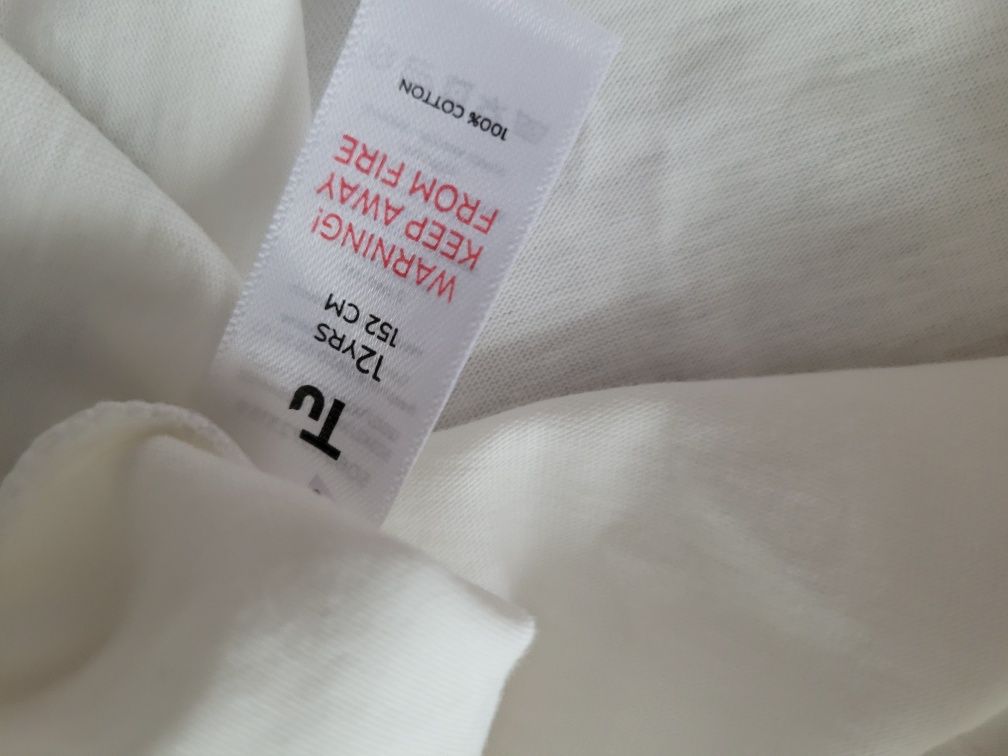 Tu
12YRS
152 CM
WARNING!
KEEP AWAY
FROM FIRE
100% COTTON